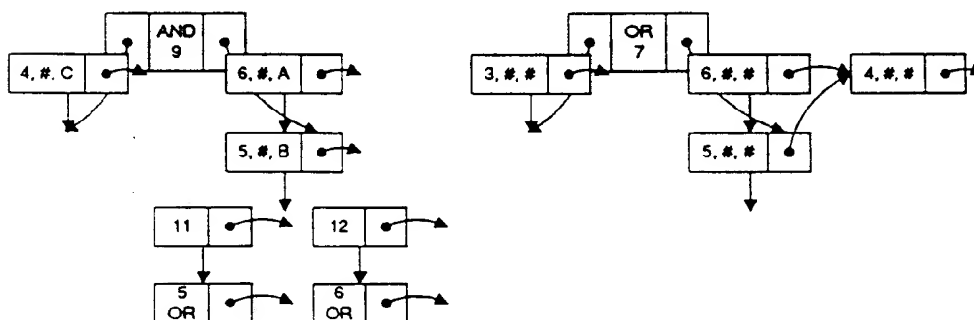 AND
9
OR
7
4, #, C
6, #, A
3, #, #
6, #, #
4, #, #
5, #, B
5, #, #
11
12
5
OR
6
OR